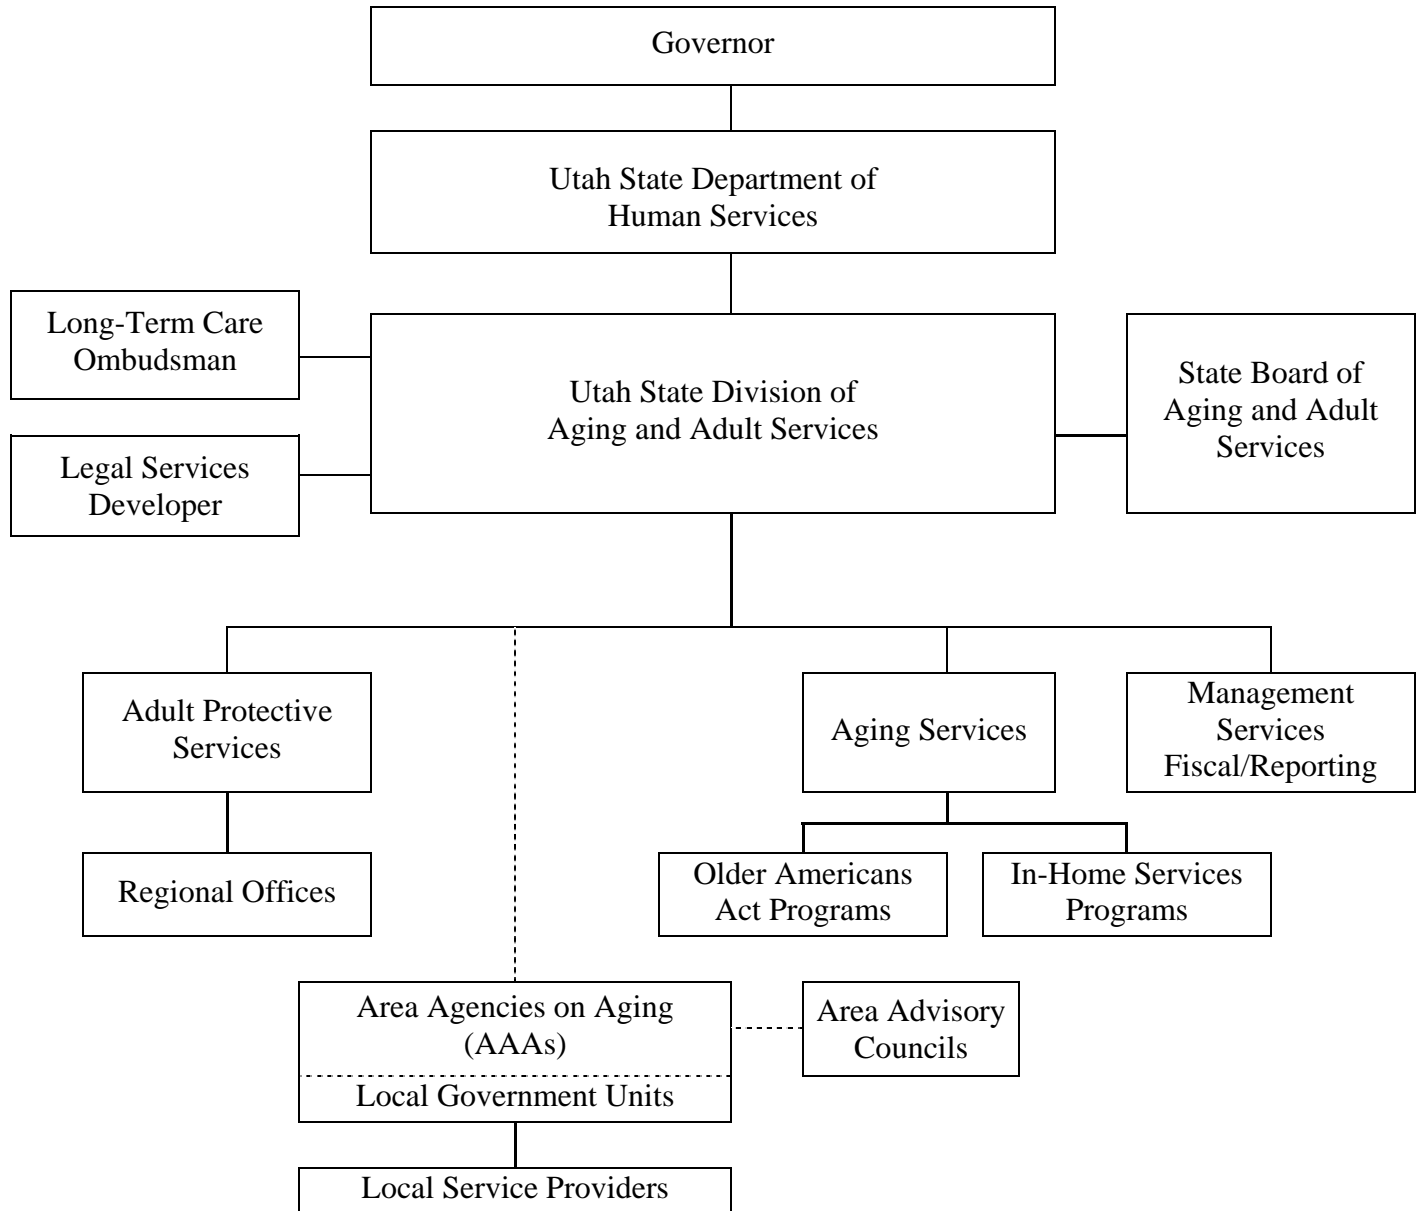 Governor
Utah State Department of
Human Services
Long-Term Care
Ombudsman
Utah State Division of
Aging and Adult Services
State Board of
Aging and Adult
Services
Legal Services
Developer
Adult Protective
Services
Aging Services
Management
Services
Fiscal/Reporting
Regional Offices
Older Americans
Act Programs
In-Home Services
Programs
Area Agencies on Aging
(AAAs)
Local Government Units
Area Advisory
Councils
Local Service Providers